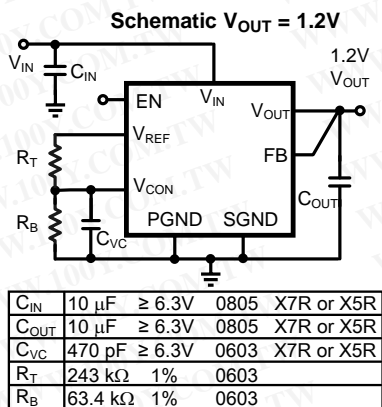 Schematic VOUT = 1.2V
VIN
CIN
1.2V
VOUT
EN
VIN
VOUT
VREF
FB
RT
VCON
COUT
RB
CVC
PGND SGND
CIN 10 μF ≥ 6.3V 0805 X7R or X5R
COUT 10 μF ≥ 6.3V 0805 X7R or X5R
CVC 470 pF ≥ 6.3V 0603 X7R or X5R
RT 243 kΩ 1% 0603
RB 63.4 kΩ 1% 0603